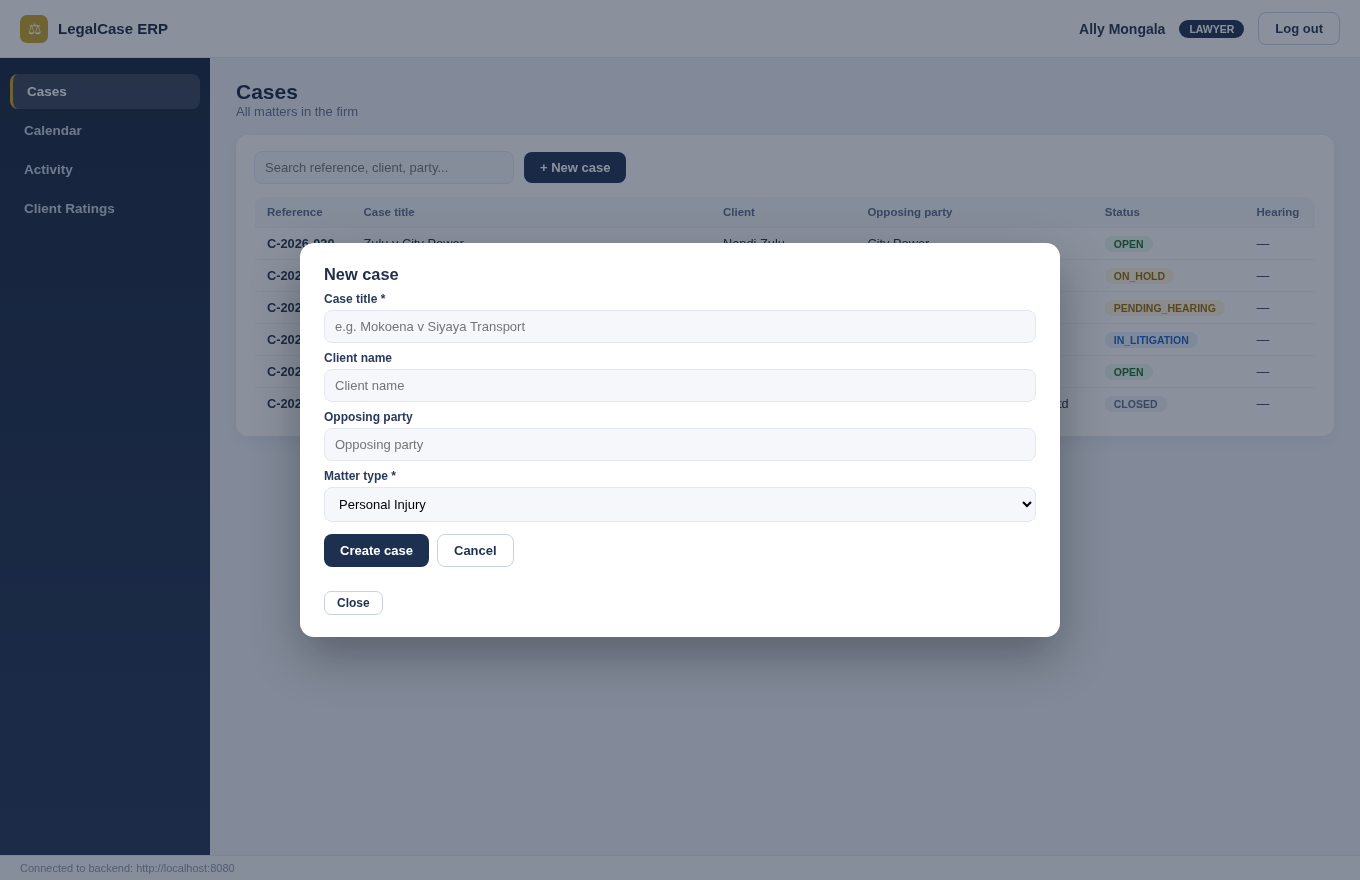 ⚖ LegalCase ERP
Ally Mongala LAWYER Log out
Cases
Calendar
Activity
Client Ratings
Cases
All matters in the firm
Search reference, client, party... + New case
Reference Case title Client Opposing party Status Hearing
OPEN —
ON_HOLD —
PENDING_HEARING —
IN_LITIGATION —
OPEN —
CLOSED —
New case
Case title *
e.g. Mokoena v Siyaya Transport
Client name
Client name
Opposing party
Opposing party
Matter type *
Personal Injury
Create case Cancel
Close
Connected to backend: http://localhost:8080